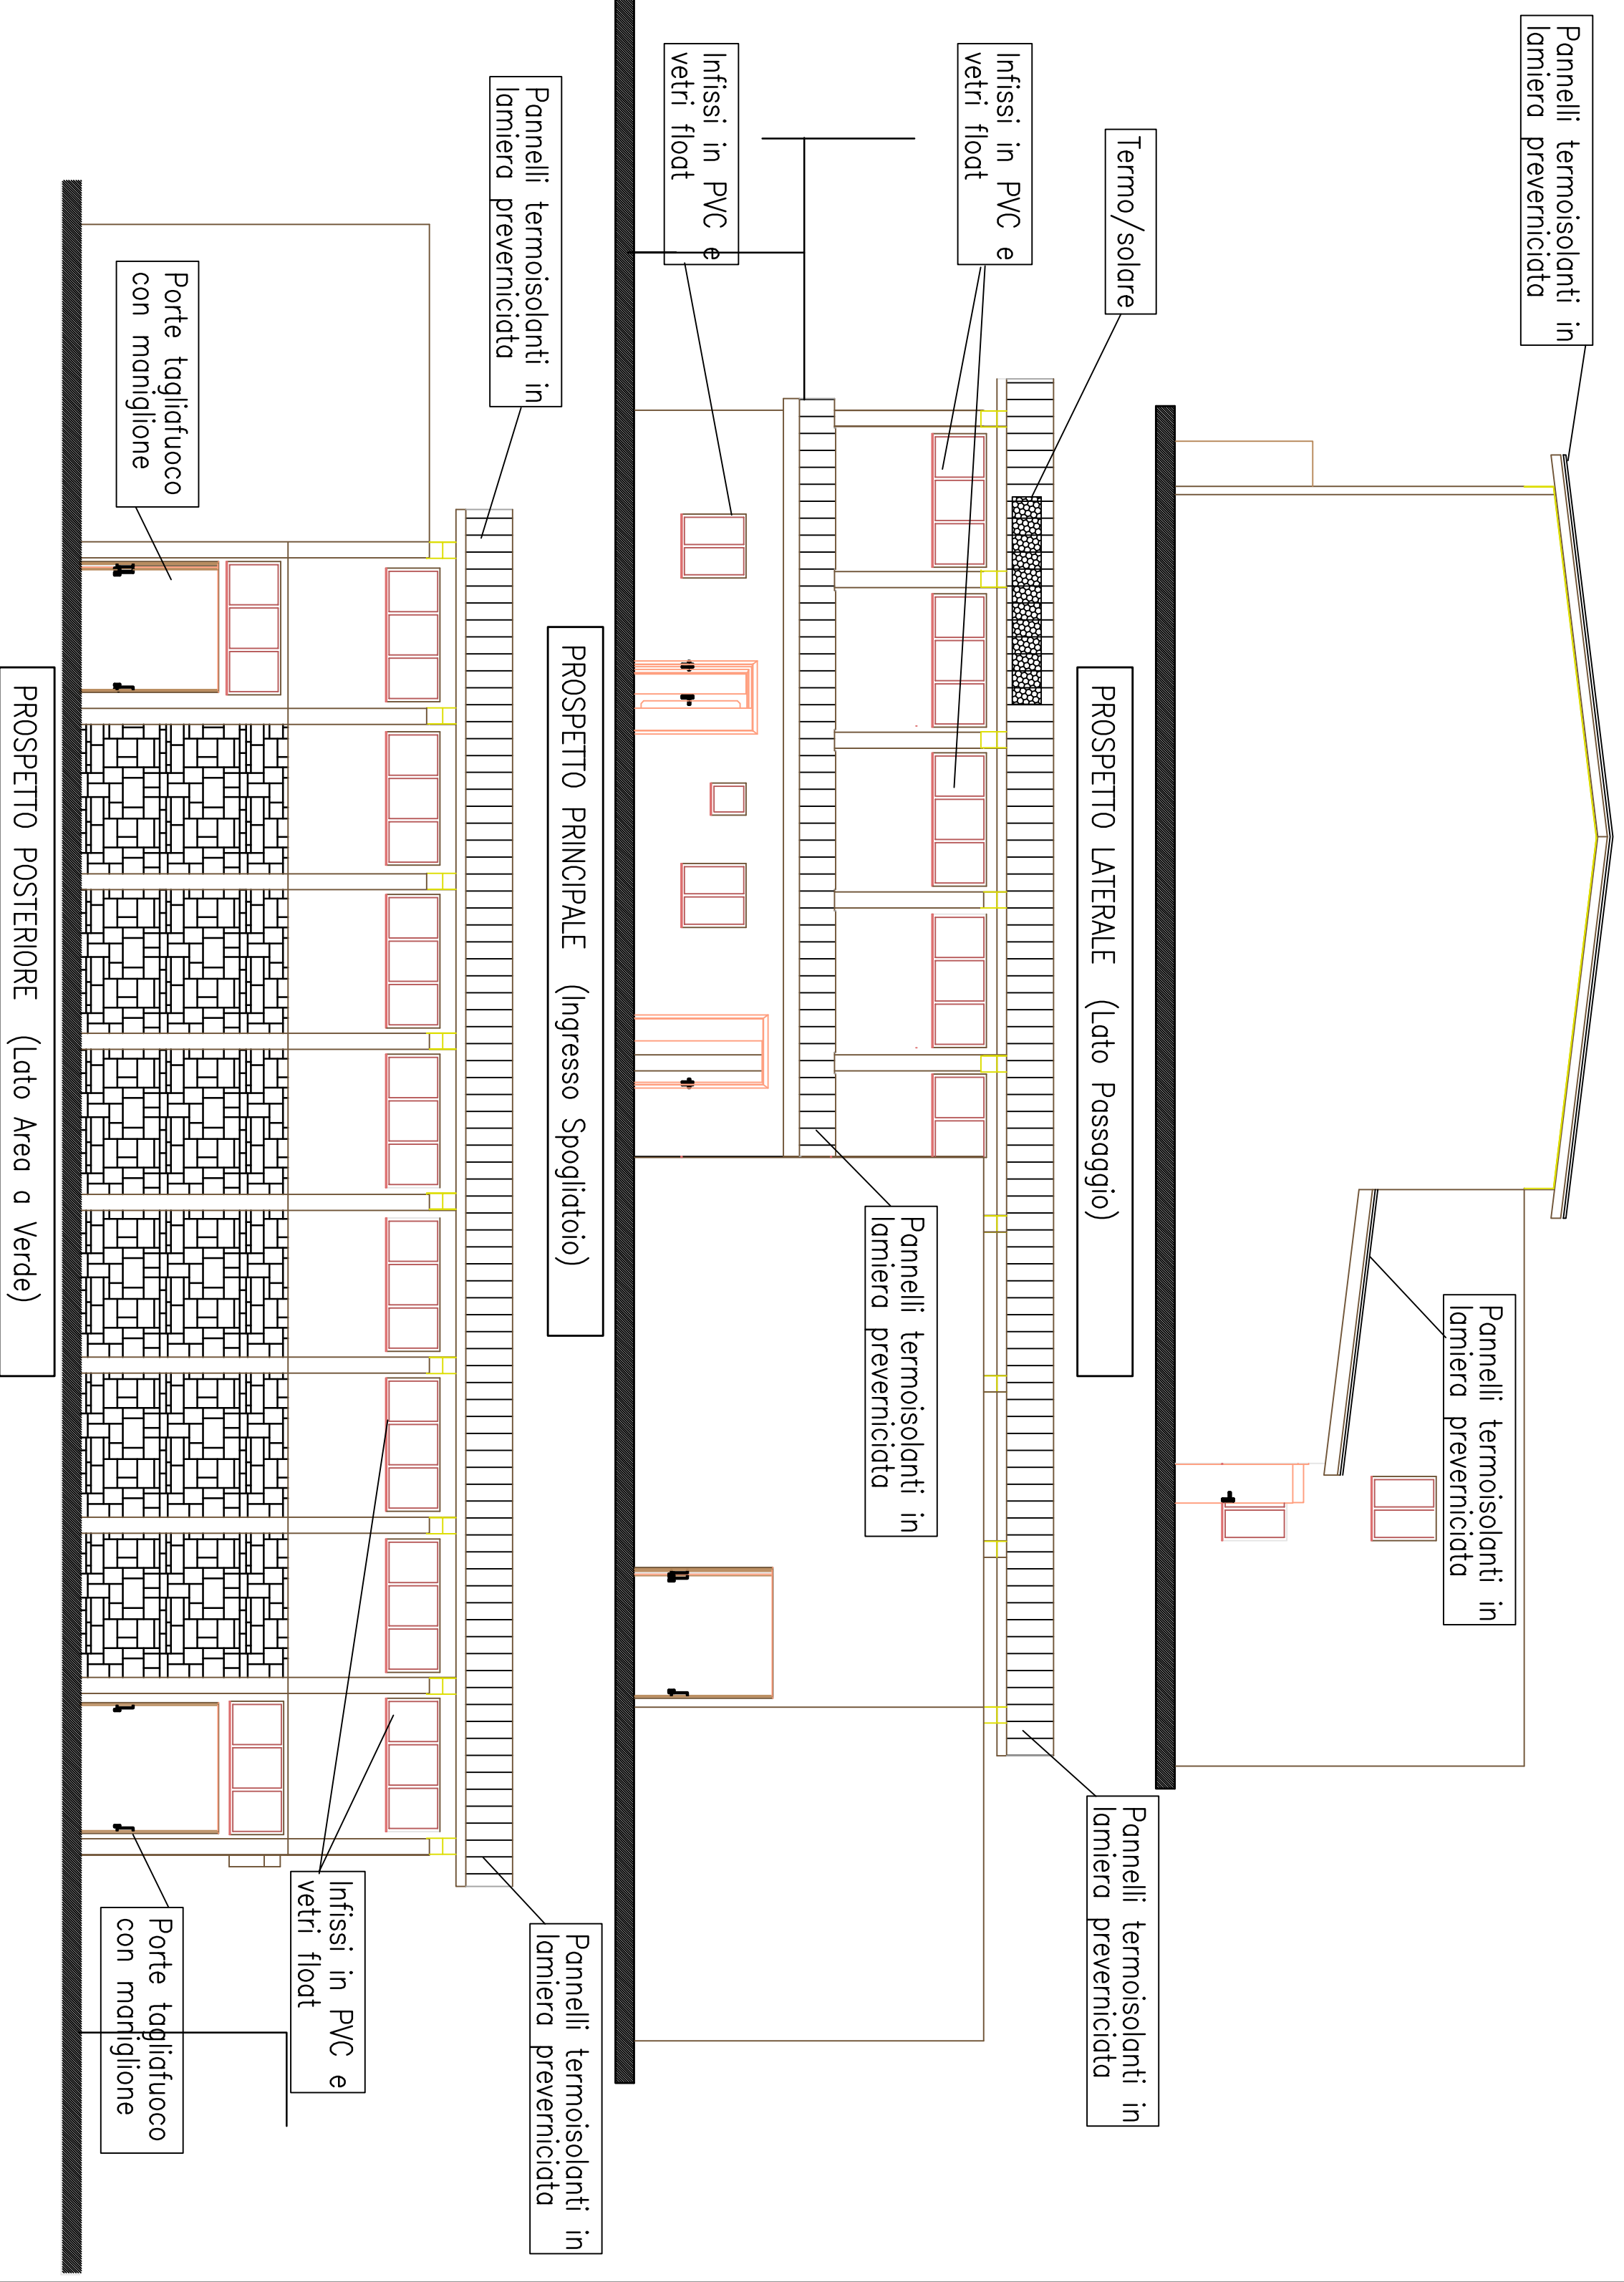 Pannelli termoisolanti in
lamiera preverniciata
Pannelli termoisolanti in
lamiera preverniciata
PROSPETTO LATERALE (Lato Passaggio)
Termo/solare
Pannelli termoisolanti in
lamiera preverniciata
Infissi in PVC e
vetri float
Pannelli termoisolanti in
lamiera preverniciata
Infissi in PVC e
vetri float
PROSPETTO PRINCIPALE (Ingresso Spogliatoio)
Pannelli termoisolanti in
lamiera preverniciata
Pannelli termoisolanti in
lamiera preverniciata
Infissi in PVC e
vetri float
Porte tagliafuoco
con maniglione
Porte tagliafuoco
con maniglione
PROSPETTO POSTERIORE (Lato Area a Verde)